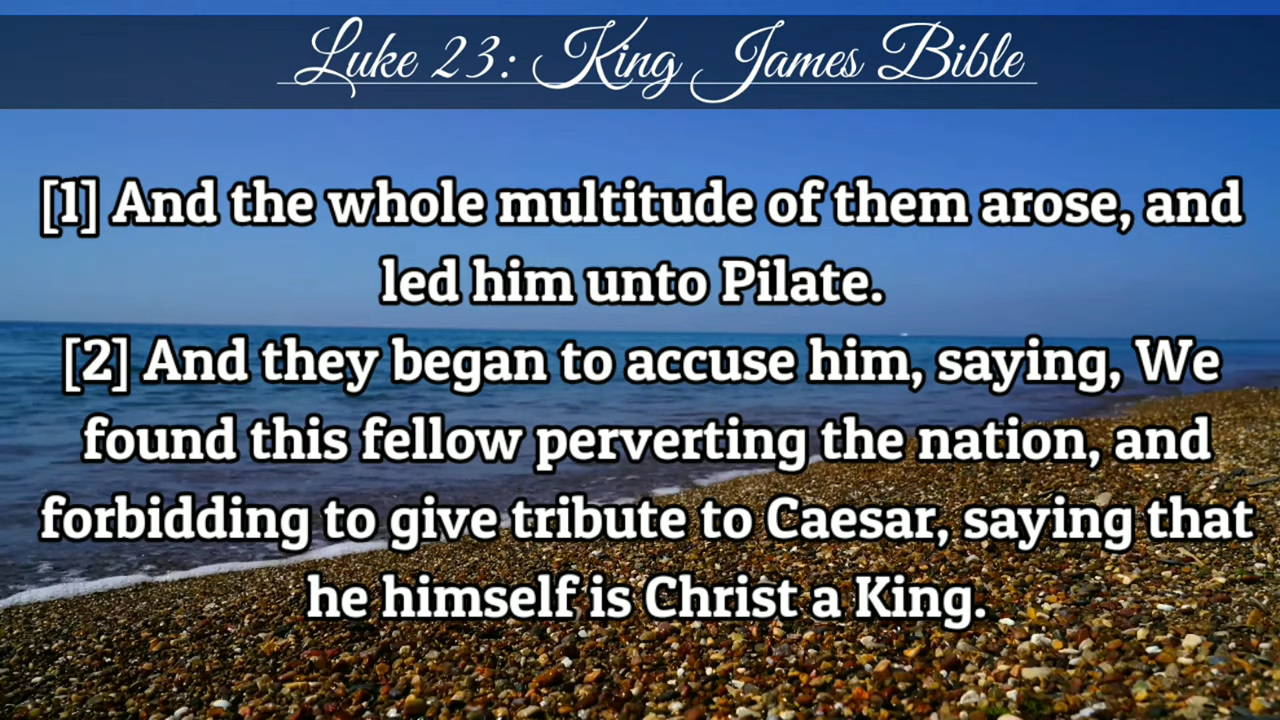 Luke 23: King James Bible
[1] And the whole multitude of them arose, and
led him unto Pilate.
[2] And they began to accuse him, saying, We
found this fellow perverting the nation, and
forbidding to give tribute to Caesar, saying that
he himself is Christ a King.